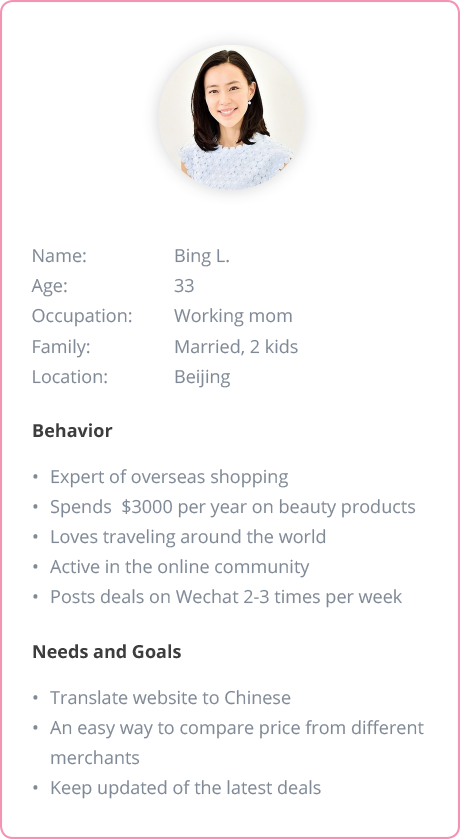 Name: Bing L.
Age: 33
Occupation: Working mom
Family: Married, 2 kids
Location: Beijing
Behavior
• Expert of overseas shopping
• Spends  $3000 per year on beauty products
• Loves traveling around the world
• Active in the online community
• Posts deals on Wechat 2-3 times per week
Needs and Goals
• Translate website to Chinese
• An easy way to compare price from different
merchants
• Keep updated of the latest deals